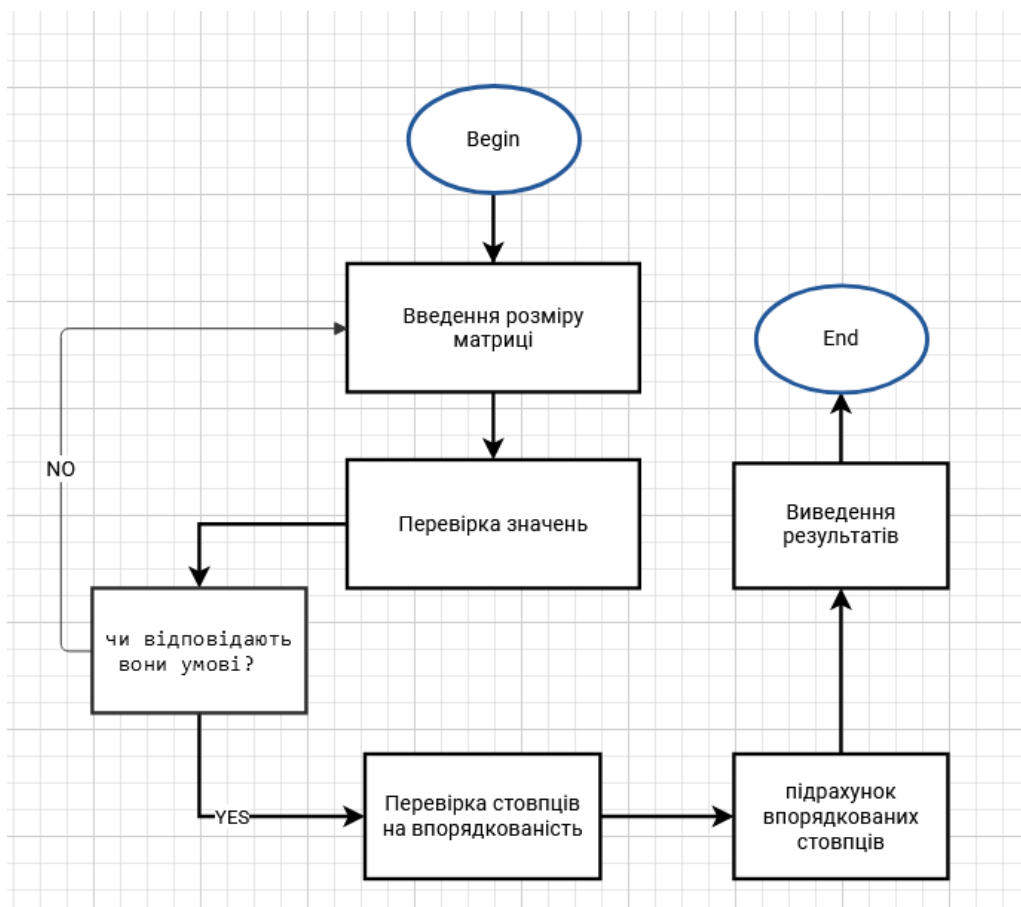 Begin
Введення розміру
матриці
End
NO
Перевірка значень
Виведення
результатів
чи відповідають
вони умові?
YES
Перевірка стовпців
на впорядкованість
підрахунок
впорядкованих
стовпців